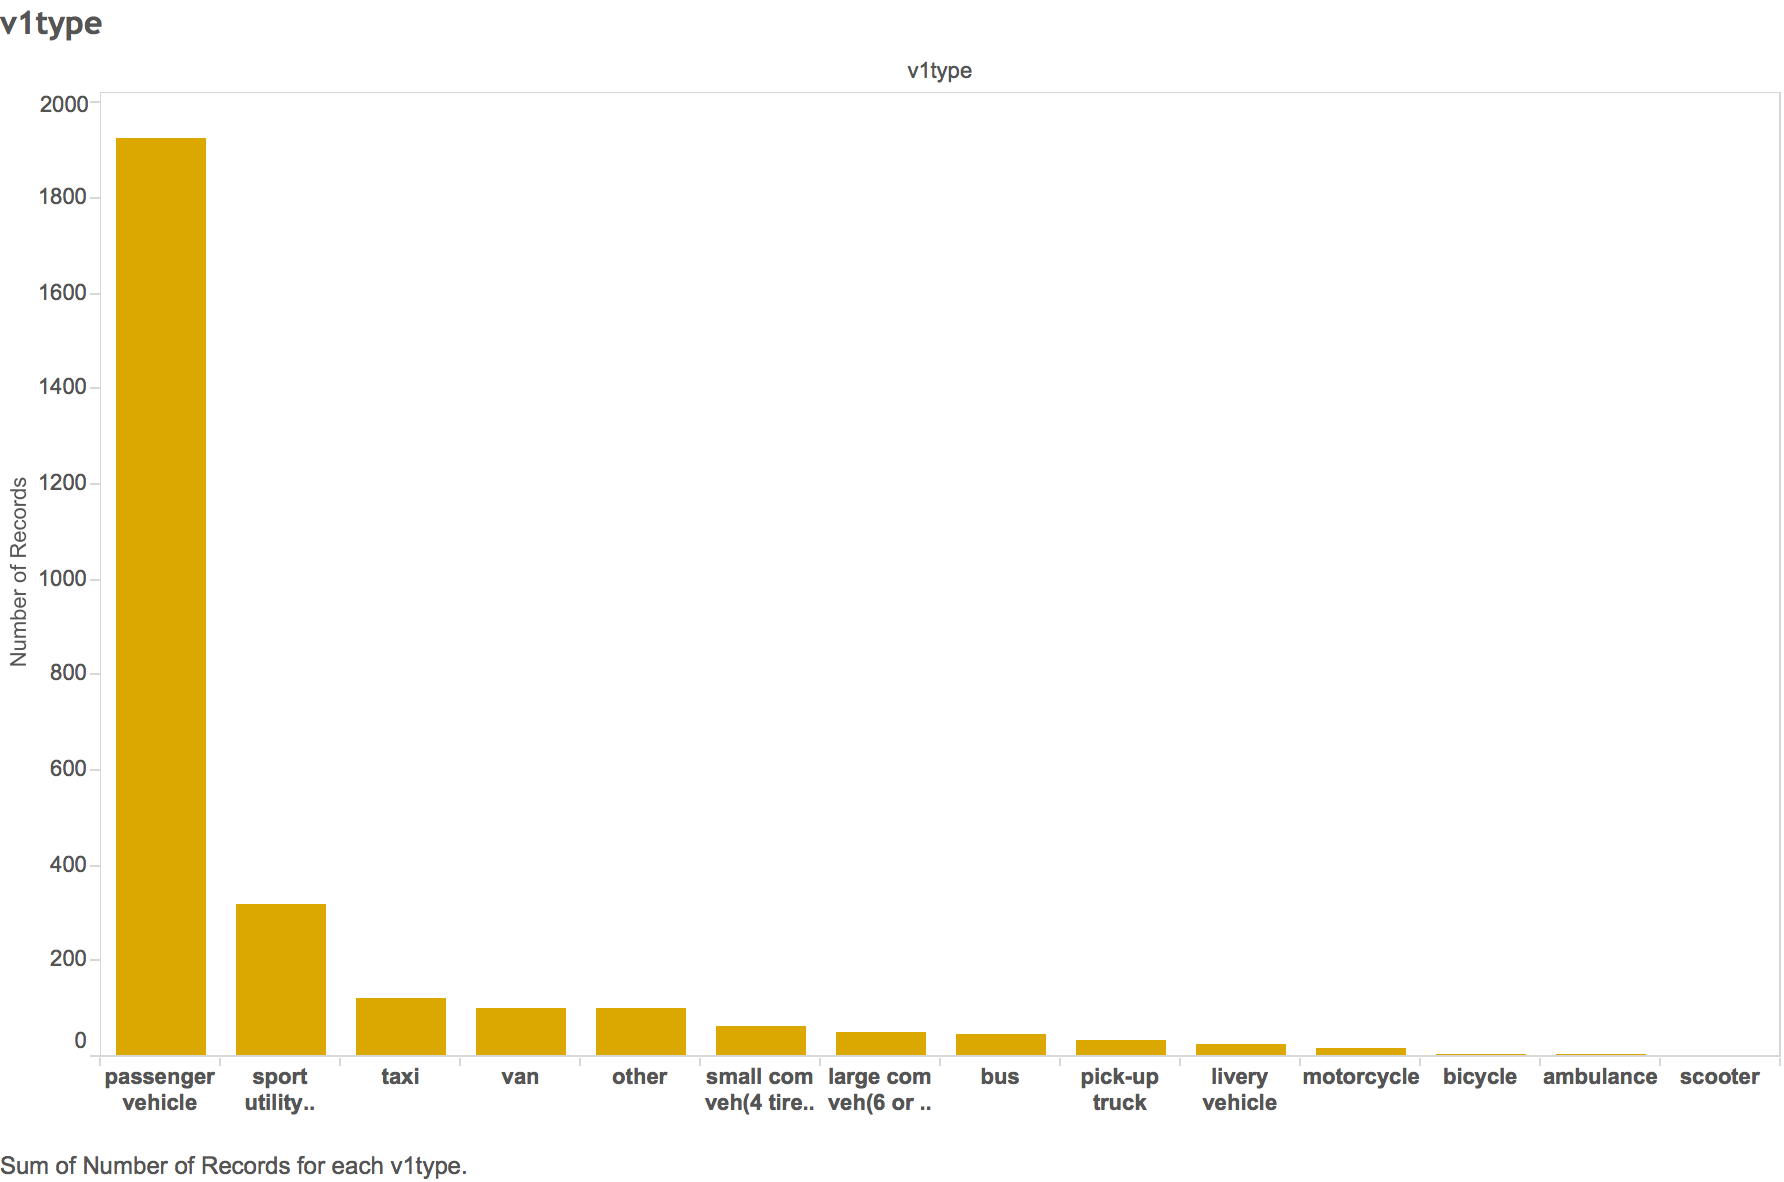 v1type
v1type
Number of Records
2000
1800
1600
1400
1200
1000
800
600
400
200
0
passenger vehicle
sport utility..
taxi
van
other
small com veh(4 tire..
large com veh(6 or ..
bus
pick-up truck
livery vehicle
motorcycle
bicycle
ambulance
scooter
Sum of Number of Records for each v1type.